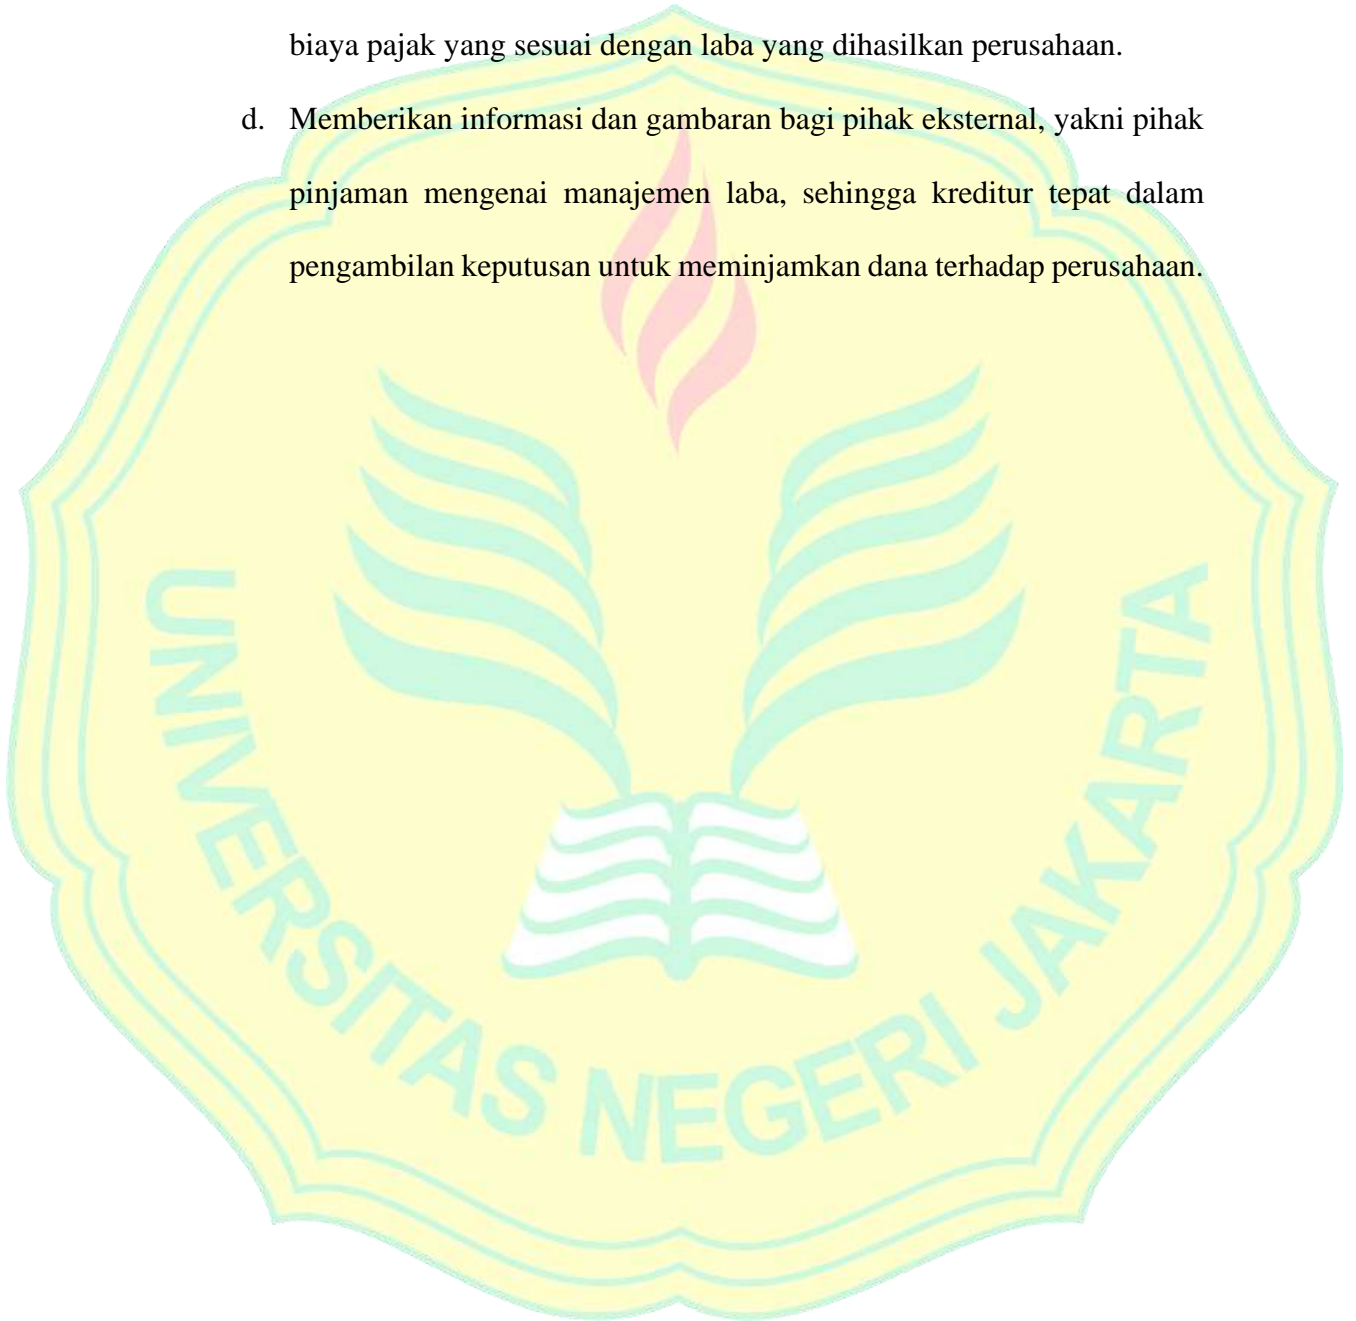 biaya pajak yang sesuai dengan laba yang dihasilkan perusahaan.
d. Memberikan informasi dan gambaran bagi pihak eksternal, yakni pihak
pinjaman mengenai manajemen laba, sehingga kreditur tepat dalam
pengambilan keputusan untuk meminjamkan dana terhadap perusahaan.
UNIVERSITAS NEGERI JAKARTA